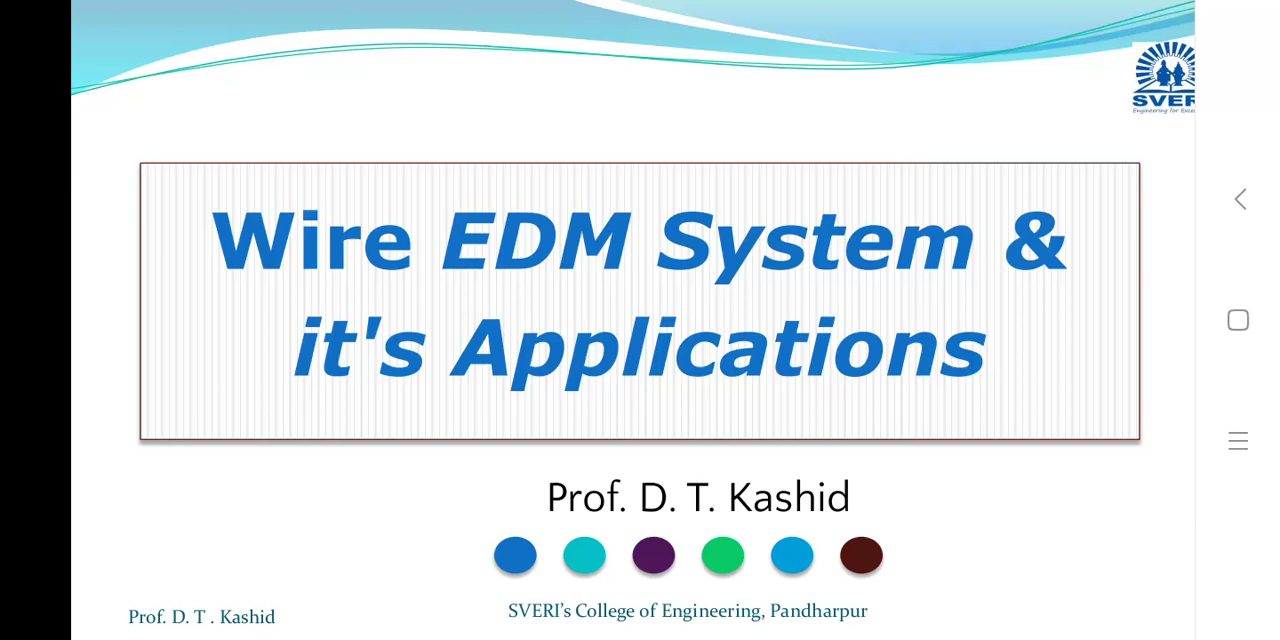 SVER
Wire EDM System &
it's Applications
Prof. D. T. Kashid
Prof. D. T . Kashid
SVERI's College of Engineering, Pandharpur